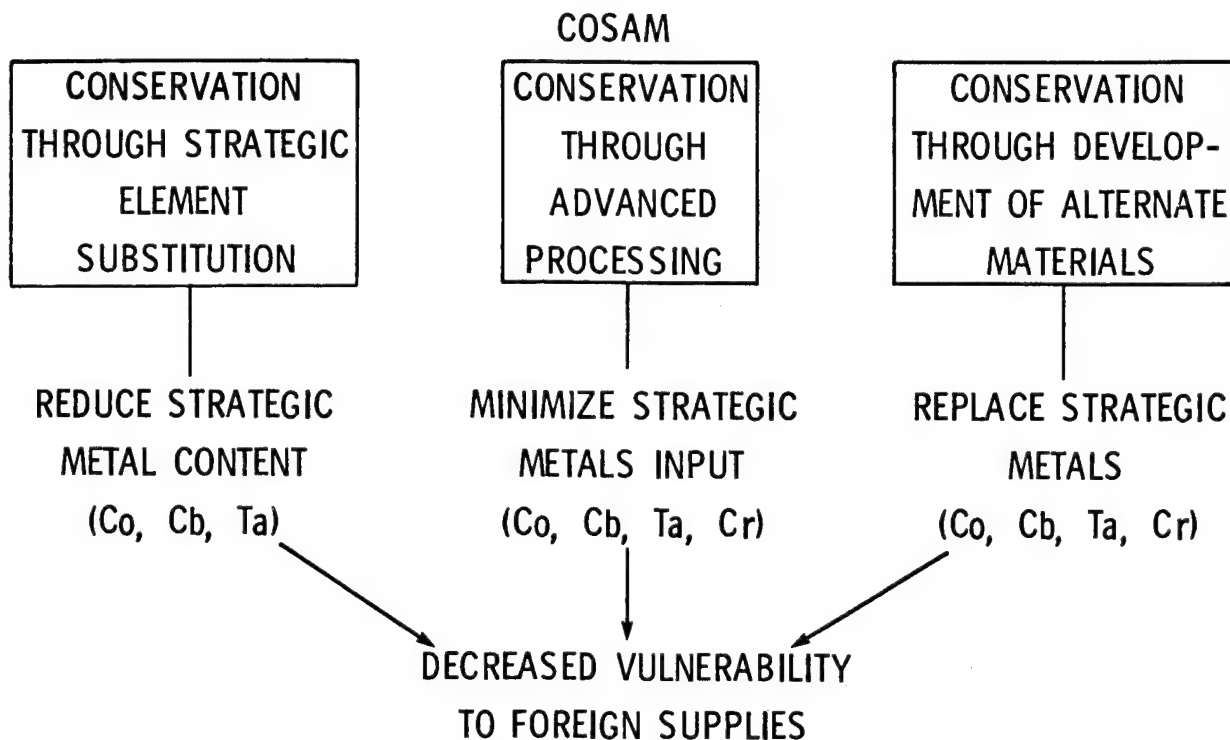 COSAM
CONSERVATION
THROUGH STRATEGIC
ELEMENT
SUBSTITUTION
CONSERVATION
THROUGH
ADVANCED
PROCESSING
CONSERVATION
THROUGH DEVELOP-
MENT OF ALTERNATE
MATERIALS
REDUCE STRATEGIC
METAL CONTENT
(Co, Cb, Ta)
MINIMIZE STRATEGIC
METALS INPUT
(Co, Cb, Ta, Cr)
REPLACE STRATEGIC
METALS
(Co, Cb, Ta, Cr)
DECREASED VULNERABILITY
TO FOREIGN SUPPLIES